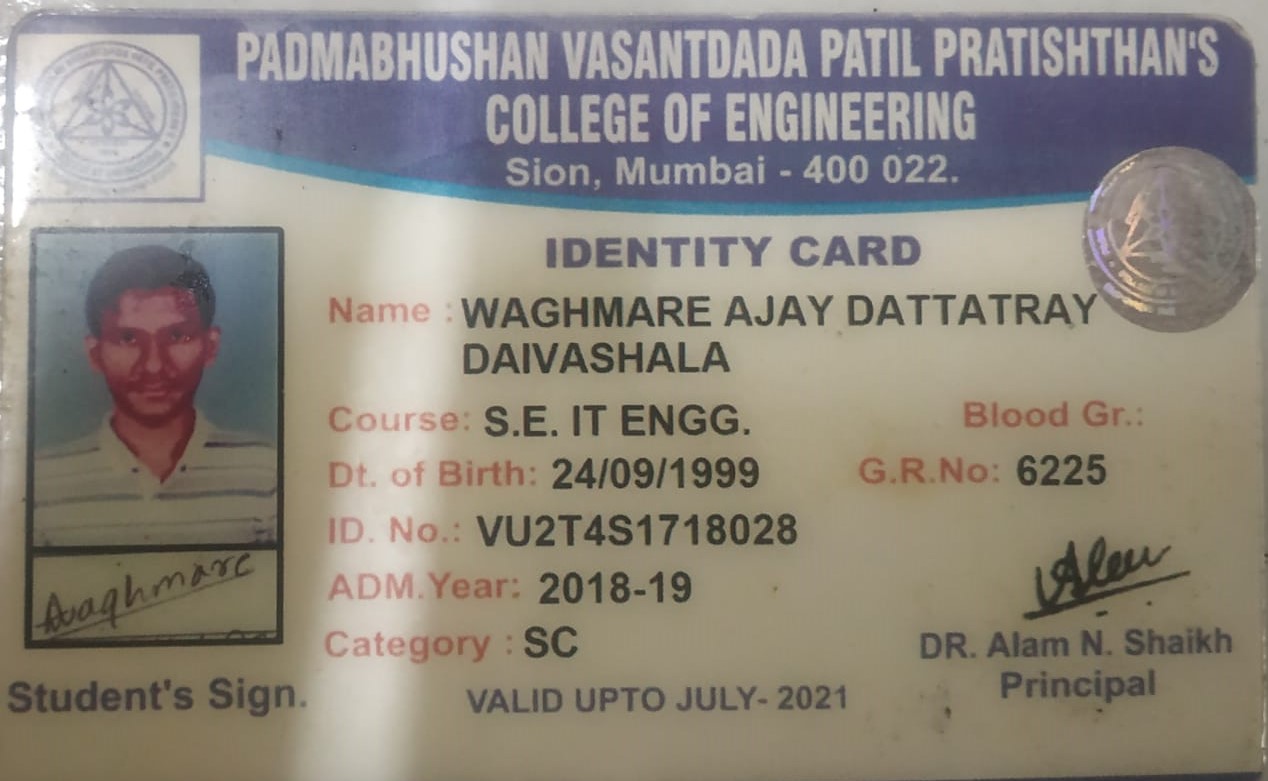 PADMABHUSHAN VASANTDADA PATIL PRATISHTHAN'S
COLLEGE OF ENGINEERING
Sion, Mumbai - 400 022.
IDENTITY CARD
Name : WAGHMARE AJAY DATTATRAY
DAIVASHALA
Course: S.E. IT ENGG.
Blood Gr.:
Dt. of Birth: 24/09/1999
G.R.No: 6225
ID. No.: VU2T4S1718028
ADM.Year: 2018-19
Category : SC
Awaghmare
DR. Alam N. Shaikh
Principal
Student's Sign.
VALID UPTO JULY- 2021